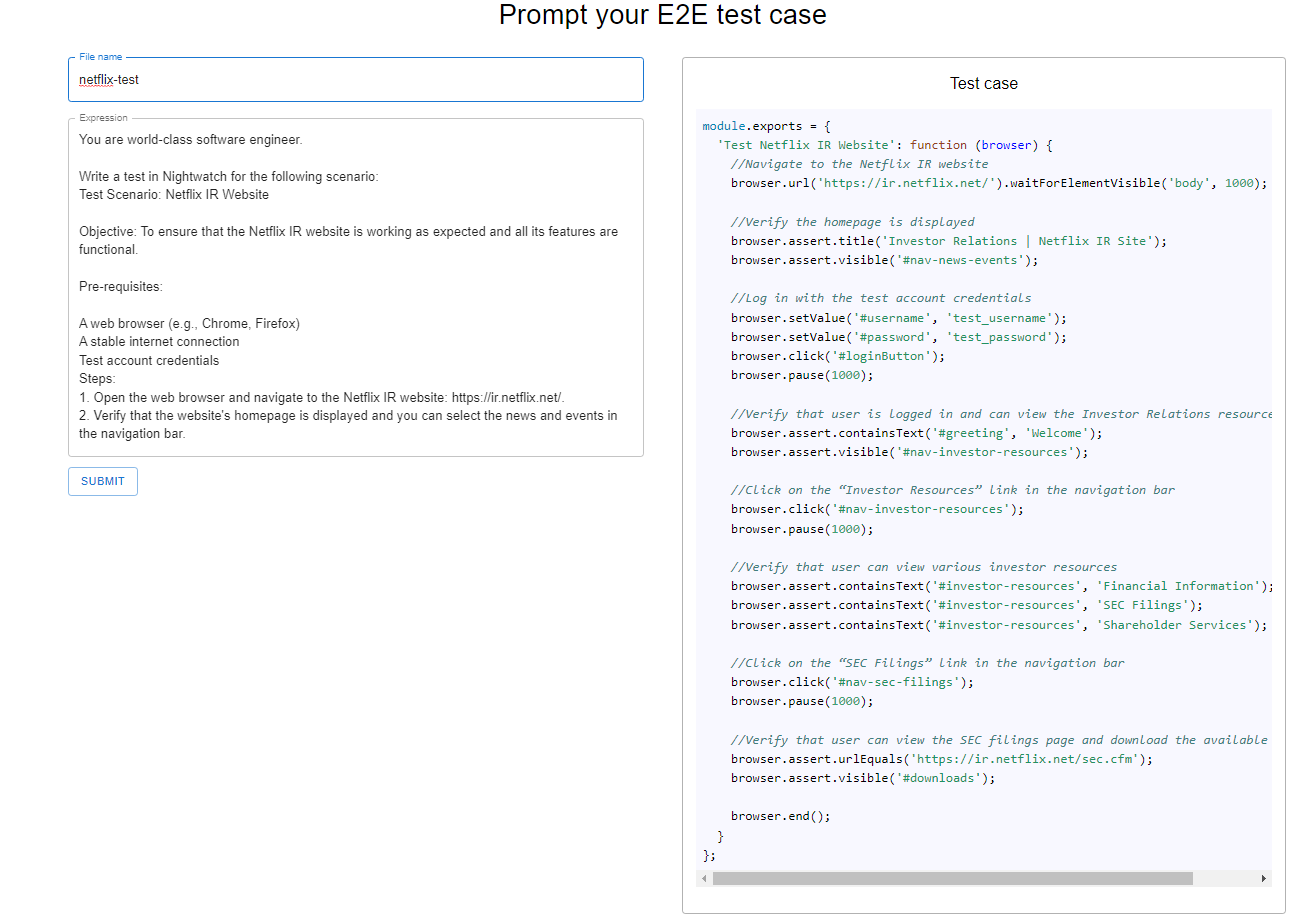 Prompt your E2E test case
File name
netflix-test
Expression
You are world-class software engineer.
Write a test in Nightwatch for the following scenario:
Test Scenario: Netflix IR Website
Objective: To ensure that the Netflix IR website is working as expected and all its features are
functional.
Pre-requisites:
A web browser (e.g., Chrome, Firefox)
A stable internet connection
Test account credentials
Steps:
1. Open the web browser and navigate to the Netflix IR website: https://ir.netflix.net/.
2. Verify that the website's homepage is displayed and you can select the news and events in
the navigation bar.
SUBMIT
Test case
module.exports = {
  'Test Netflix IR Website': function (browser) {
    //Navigate to the Netflix IR website
    browser.url('https://ir.netflix.net/').waitForElementVisible('body', 1000);
    //Verify the homepage is displayed
    browser.assert.title('Investor Relations | Netflix IR Site');
    browser.assert.visible('#nav-news-events');
    //Log in with the test account credentials
    browser.setValue('#username', 'test_username');
    browser.setValue('#password', 'test_password');
    browser.click('#loginButton');
    browser.pause(1000);
    //Verify that user is logged in and can view the Investor Relations resource
    browser.assert.containsText('#greeting', 'Welcome');
    browser.assert.visible('#nav-investor-resources');
    //Click on the “Investor Resources” link in the navigation bar
    browser.click('#nav-investor-resources');
    browser.pause(1000);
    //Verify that user can view various investor resources
    browser.assert.containsText('#investor-resources', 'Financial Information');
    browser.assert.containsText('#investor-resources', 'SEC Filings');
    browser.assert.containsText('#investor-resources', 'Shareholder Services');
    //Click on the “SEC Filings” link in the navigation bar
    browser.click('#nav-sec-filings');
    browser.pause(1000);
    //Verify that user can view the SEC filings page and download the available
    browser.assert.urlEquals('https://ir.netflix.net/sec.cfm');
    browser.assert.visible('#downloads');
    browser.end();
  }
};